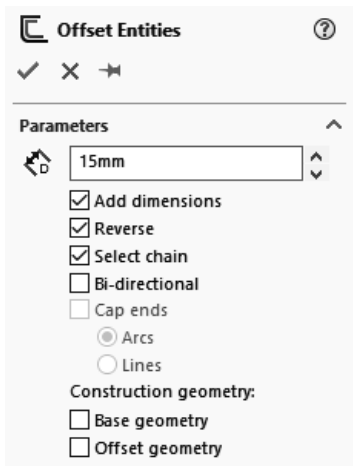 Offset Entities
Parameters
D
15mm
Add dimensions
Reverse
Select chain
Bi-directional
Cap ends
Arcs
Lines
Construction geometry:
Base geometry
Offset geometry